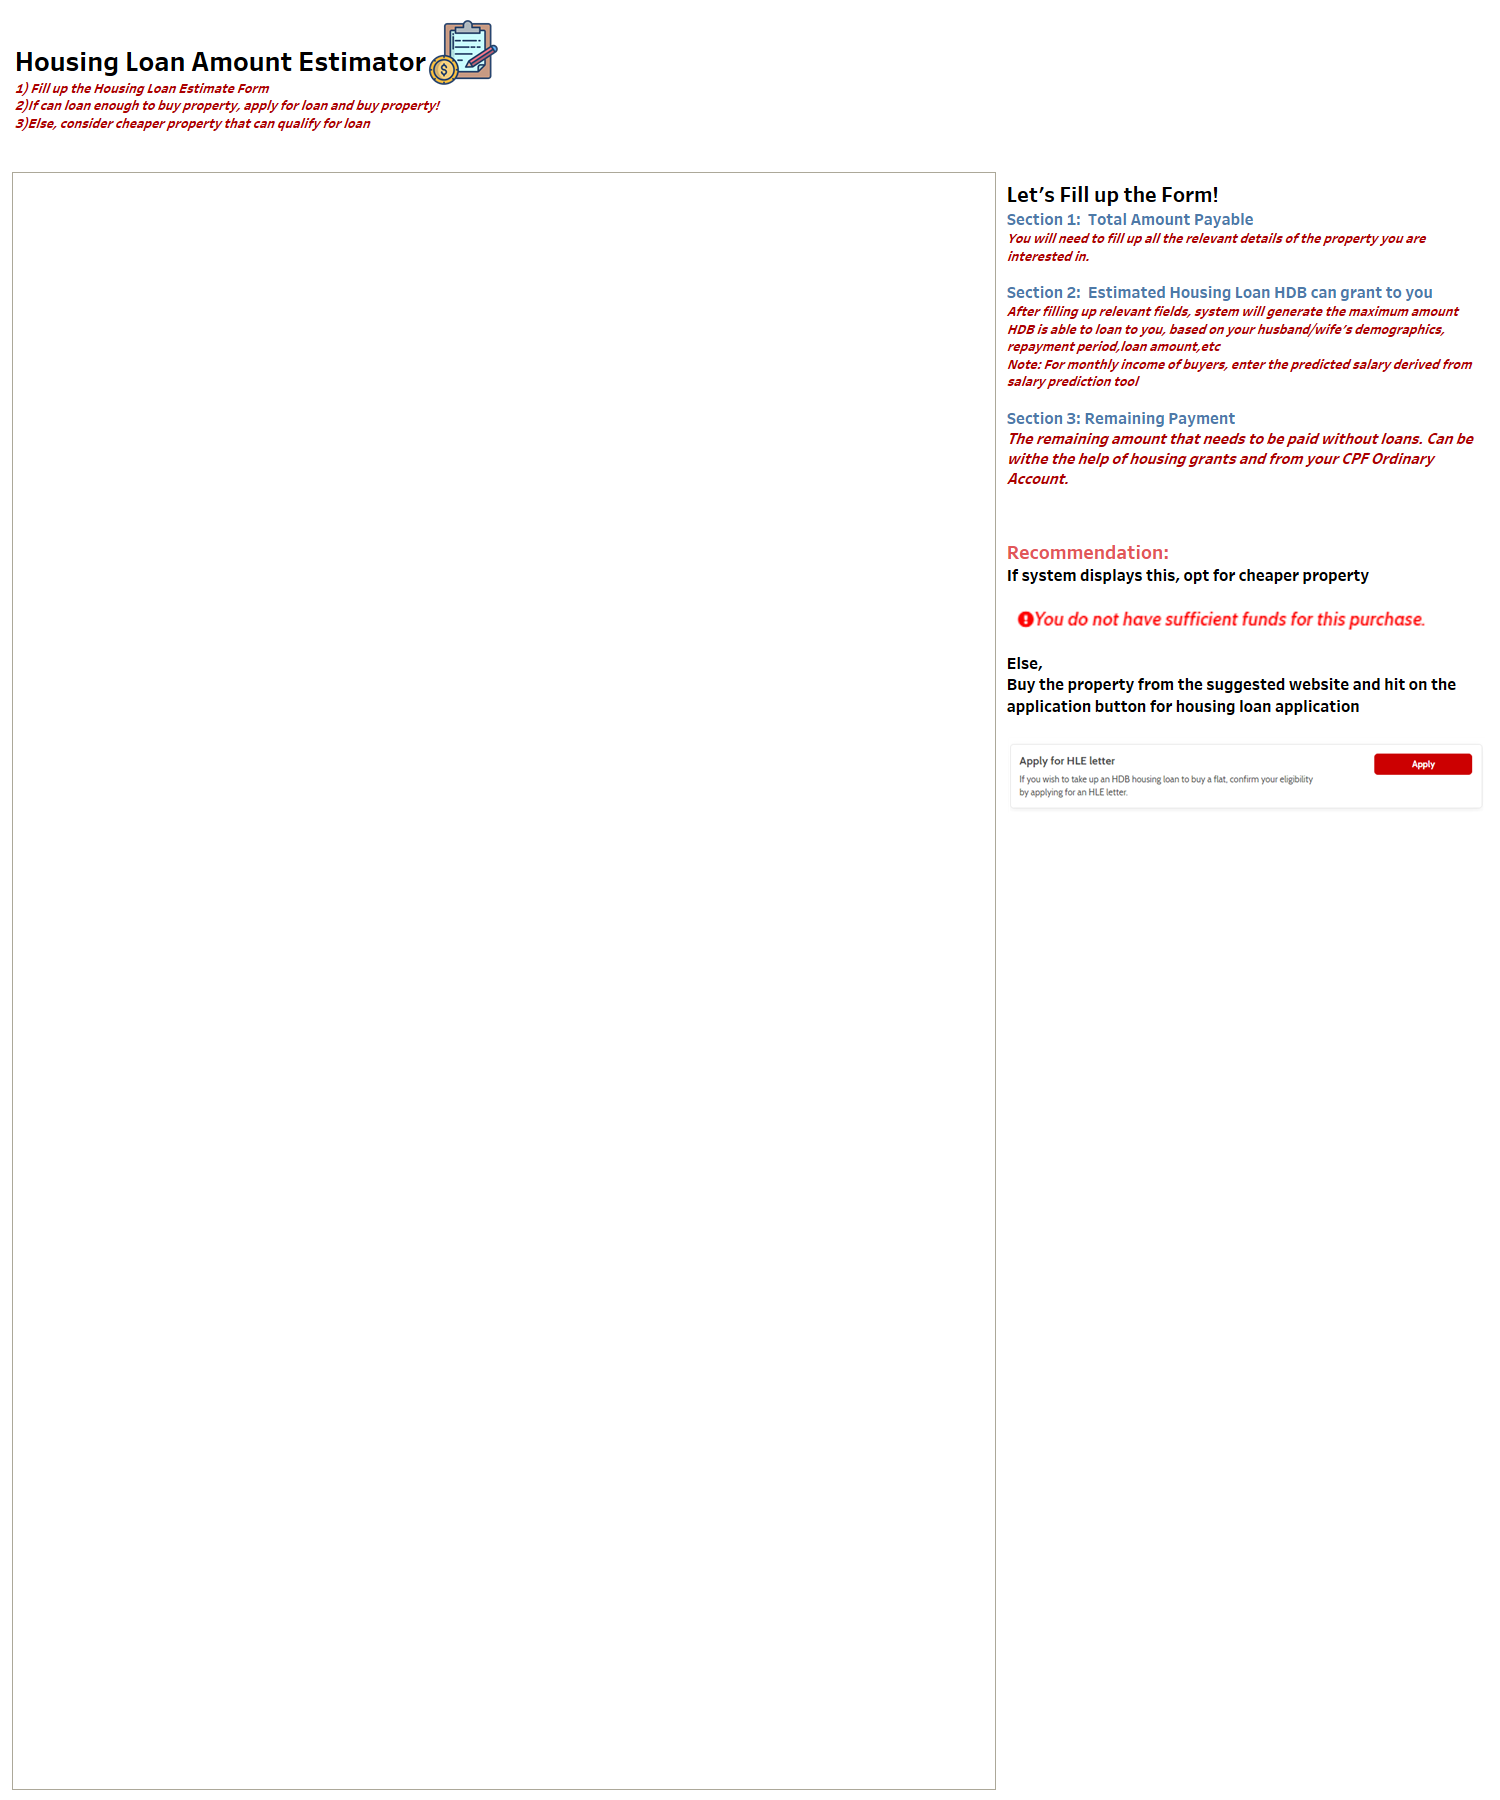 Housing Loan Amount Estimator
1) Fill up the Housing Loan Estimate Form
2)If can loan enough to buy property, apply for loan and buy property!
3)Else, consider cheaper property that can qualify for loan
Let's Fill up the Form!
Section 1:  Total Amount Payable
You will need to fill up all the relevant details of the property you are
interested in.
Section 2:  Estimated Housing Loan HDB can grant to you
After filling up relevant fields, system will generate the maximum amount
HDB is able to loan to you, based on your husband/wife's demographics,
repayment period,loan amount,etc
Note: For monthly income of buyers, enter the predicted salary derived from
salary prediction tool
Section 3: Remaining Payment
The remaining amount that needs to be paid without loans. Can be
withe the help of housing grants and from your CPF Ordinary
Account.
Recommendation:
If system displays this, opt for cheaper property
You do not have sufficient funds for this purchase.
Else,
Buy the property from the suggested website and hit on the
application button for housing loan application
Apply for HLE letter
Apply
If you wish to take up an HDB housing loan to buy a flat, confirm your eligibility
by applying for an HLE letter.